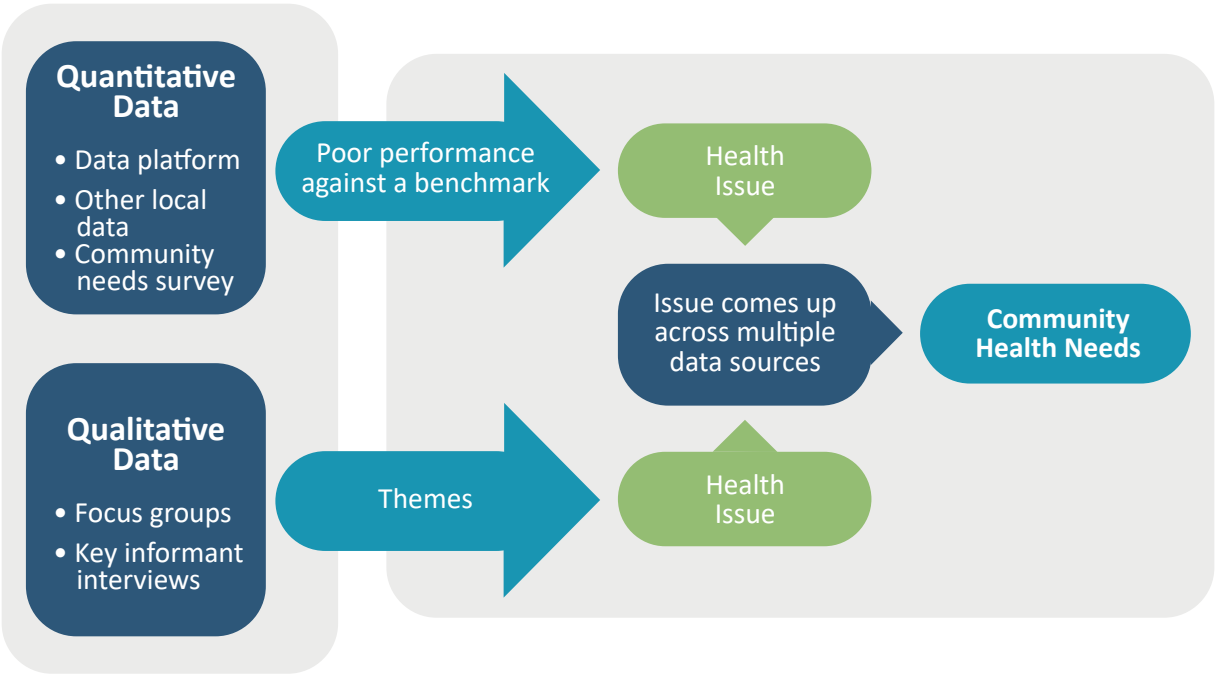 Quantitative
Data
• Data platform
• Other local
data
• Community
needs survey
Poor performance
against a benchmark
Health
Issue
Issue comes up
across multiple
data sources
Community
Health Needs
Qualitative
Data
• Focus groups
• Key informant
interviews
Themes
Health
Issue